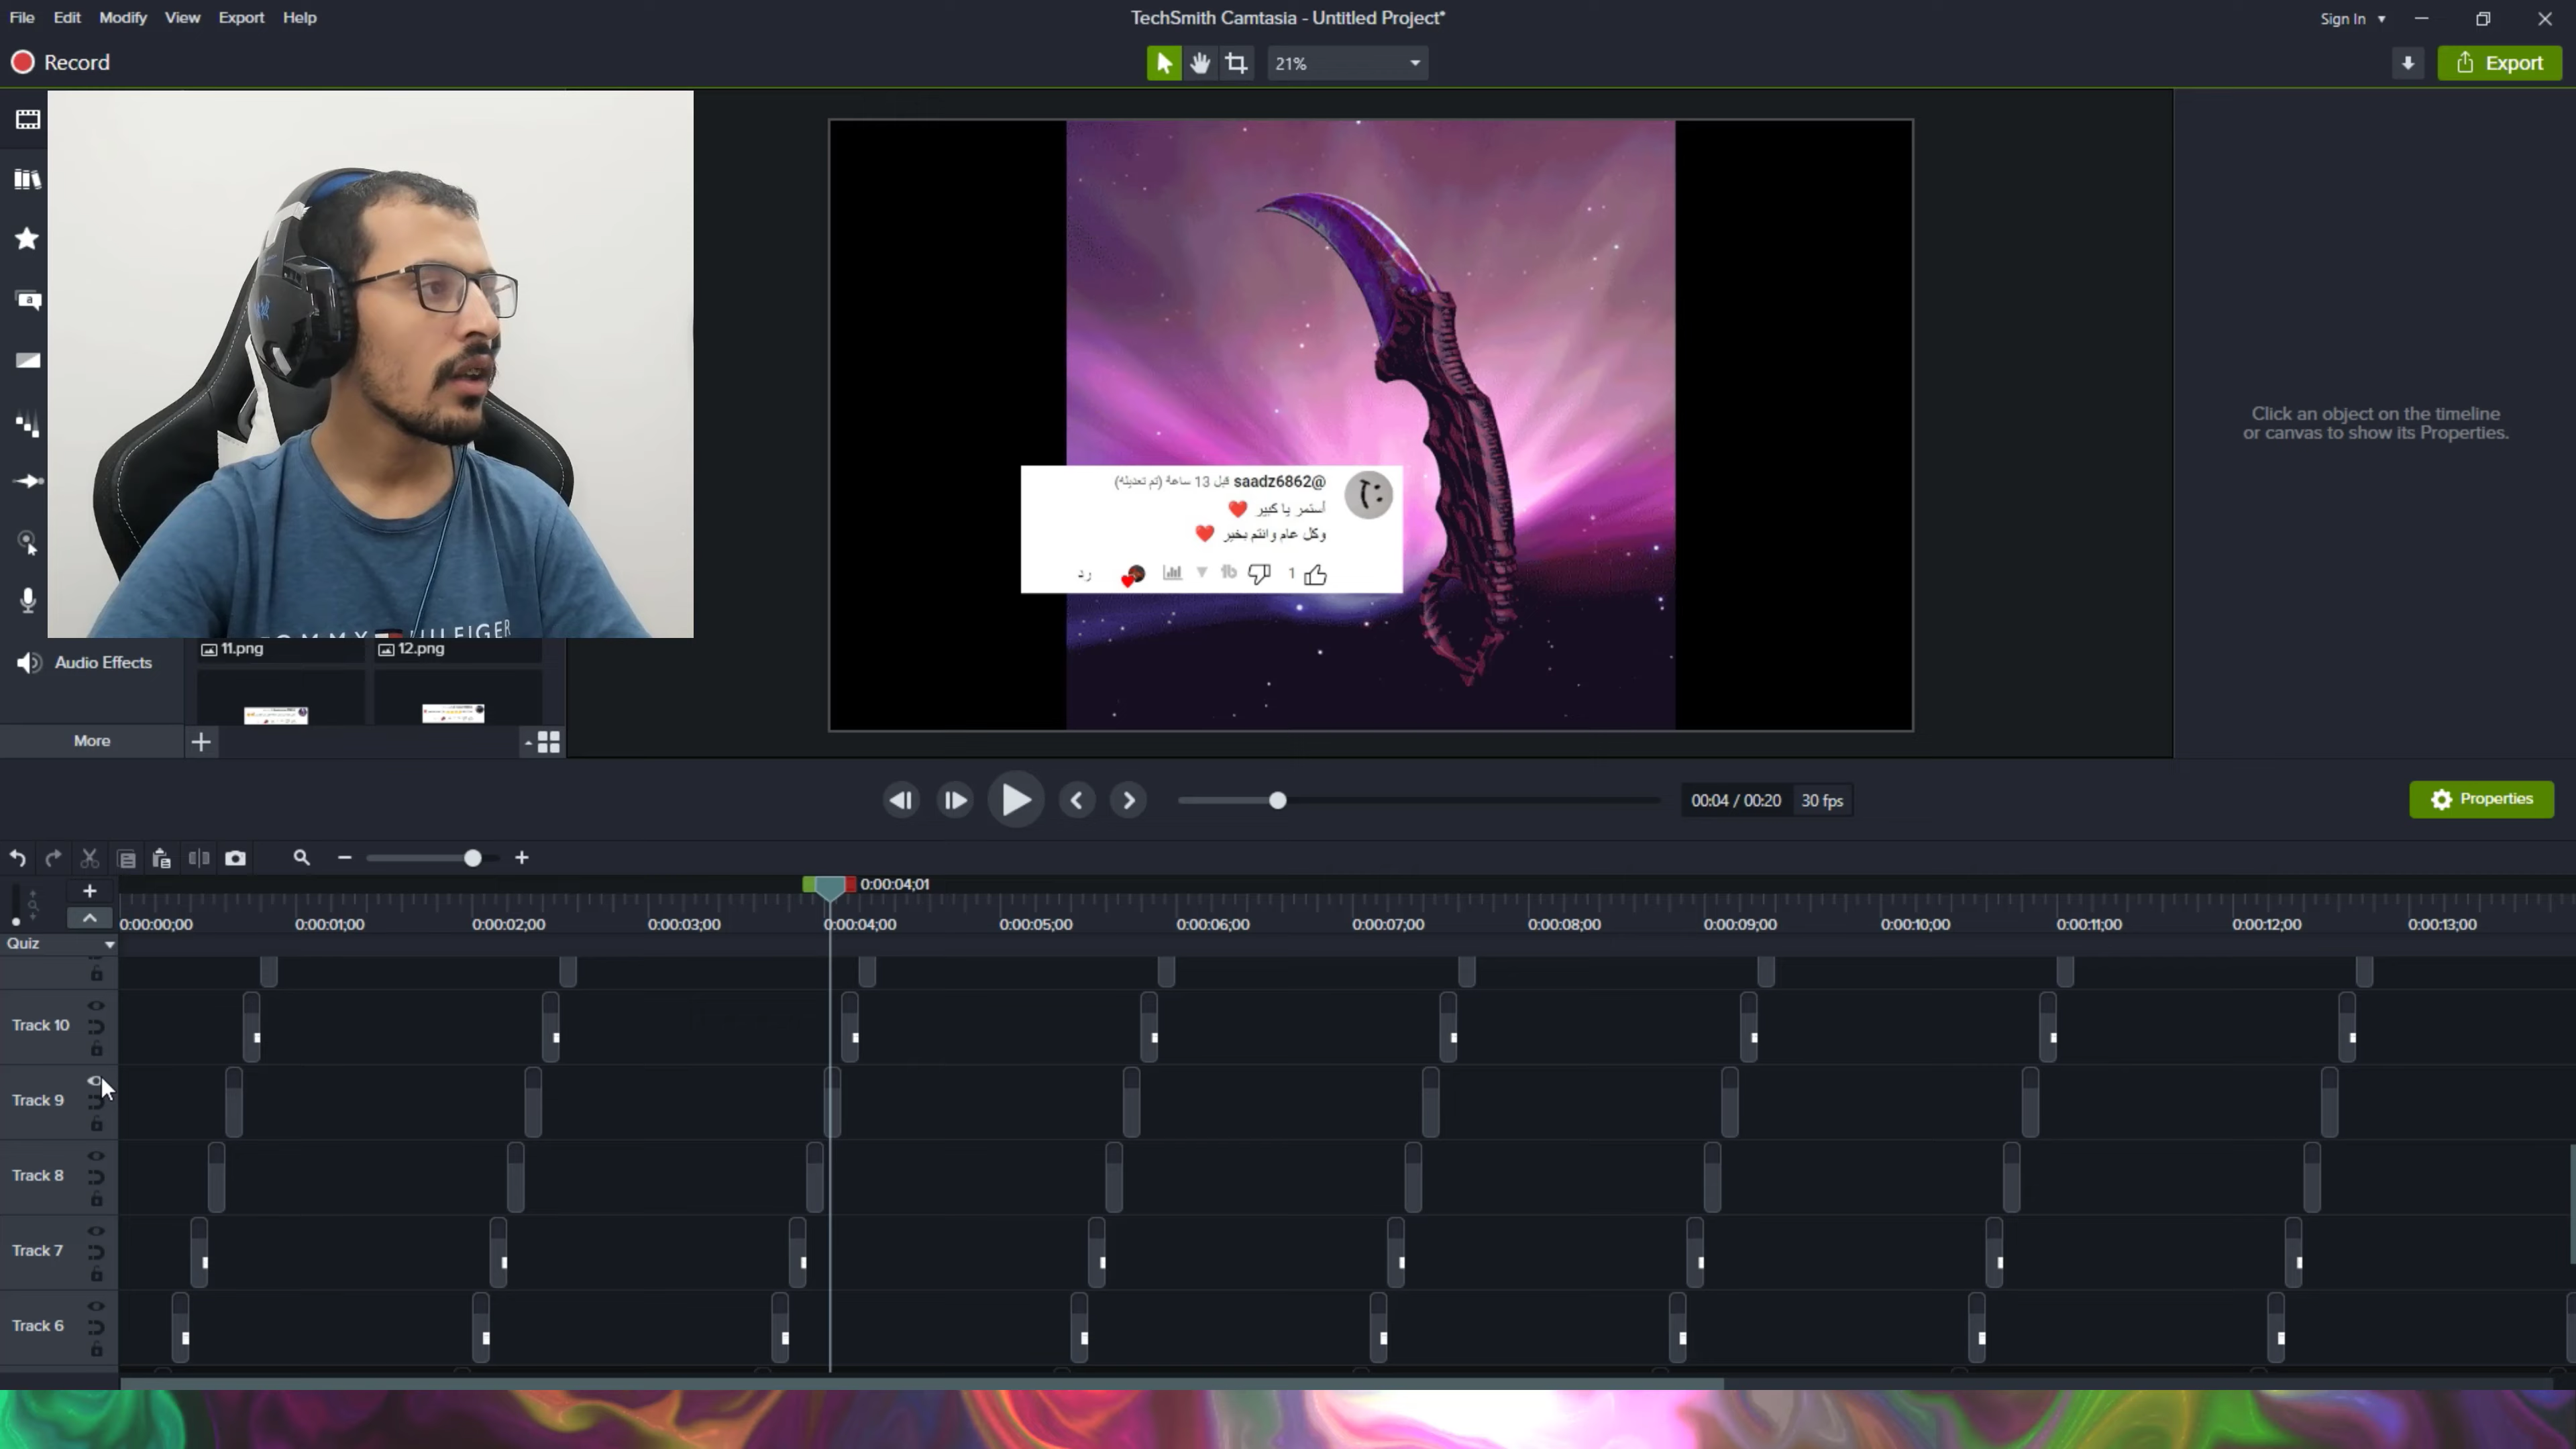 File Edit Modify View Export Help
TechSmith Camtasia - Untitled Project*
Sign In
Record
21%
Export
@saadz6862 قبل 13 ساعة (تم تعديله)
أستمر يا كبير ❤️
وكل عام وانتم بخير ❤️
1
رد
Click an object on the timeline
or canvas to show its Properties.
TOMMY HILFIGER
11.png
12.png
Audio Effects
More
00:04 / 00:20 30 fps
Properties
0:00:04;01
0:00:00;00 0:00:01;00 0:00:02;00 0:00:03;00 0:00:04;00 0:00:05;00 0:00:06;00 0:00:07;00 0:00:08;00 0:00:09;00 0:00:10;00 0:00:11;00 0:00:12;00 0:00:13;00
Quiz
Track 10
Track 9
Track 8
Track 7
Track 6